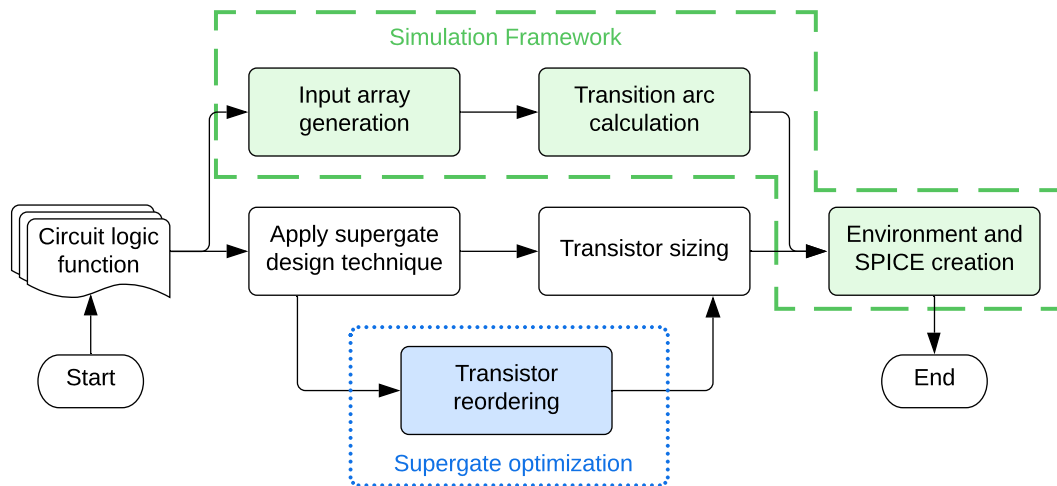 Simulation Framework
Input array
generation
Transition arc
calculation
Circuit logic
function
Apply supergate
design technique
Transistor sizing
Environment and
SPICE creation
Start
Transistor
reordering
End
Supergate optimization